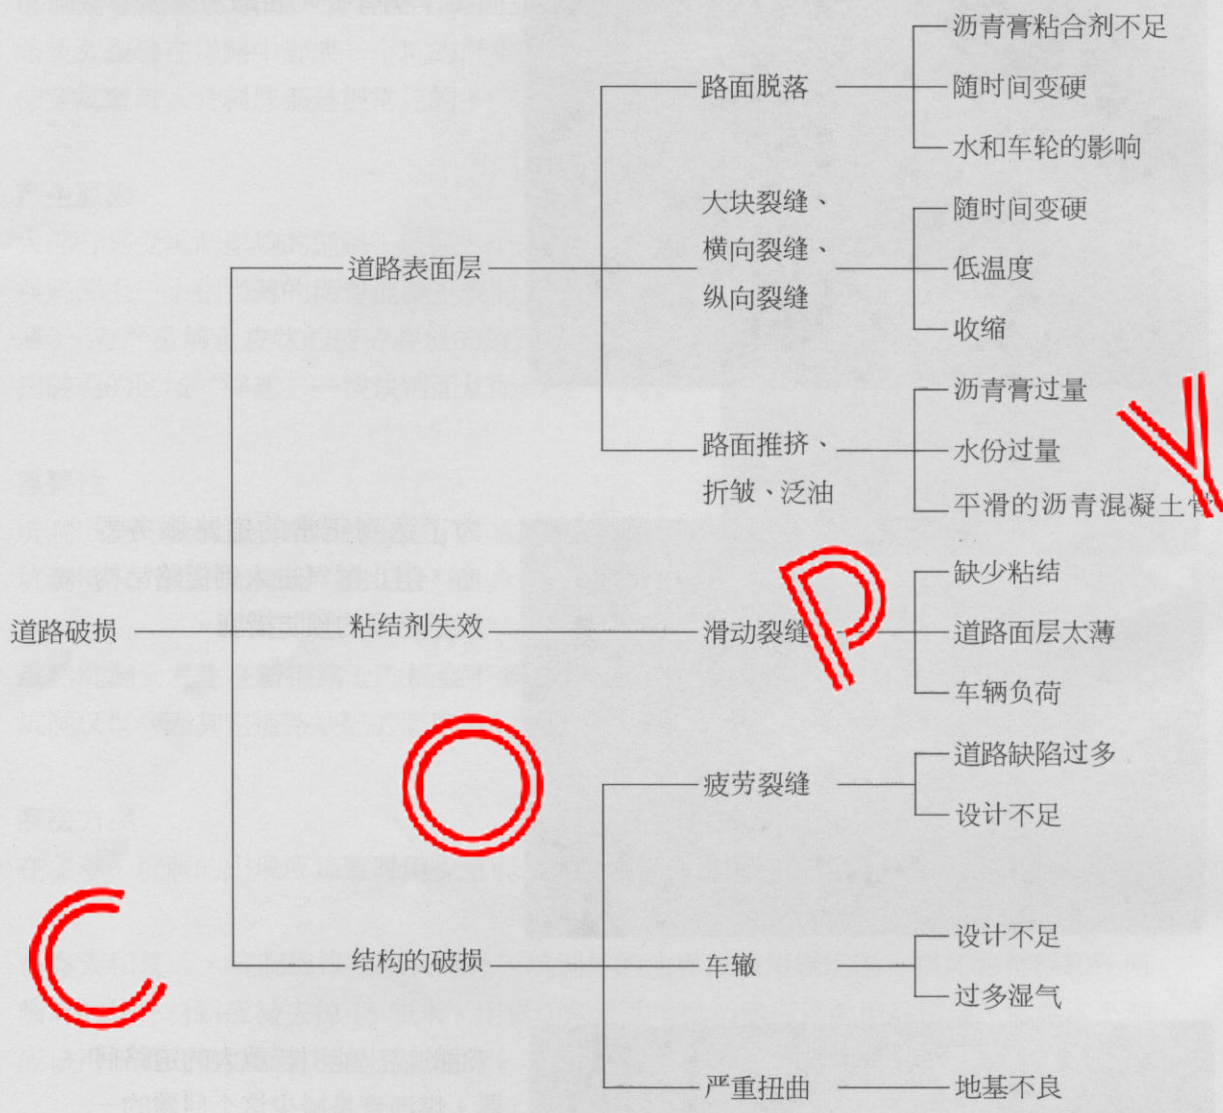 沥青膏粘合剂不足
路面脱落
随时间变硬
水和车轮的影响
大块裂缝、
横向裂缝、
纵向裂缝
随时间变硬
道路表面层
低温度
收缩
沥青膏过量
路面推挤、
折皱、泛油
水份过量
平滑的沥青混凝土骨
缺少粘结
道路破损
粘结剂失效
滑动裂缝
道路面层太薄
车辆负荷
道路缺陷过多
疲劳裂缝
设计不足
设计不足
结构的破损
车辙
过多湿气
严重扭曲
地基不良
COPY